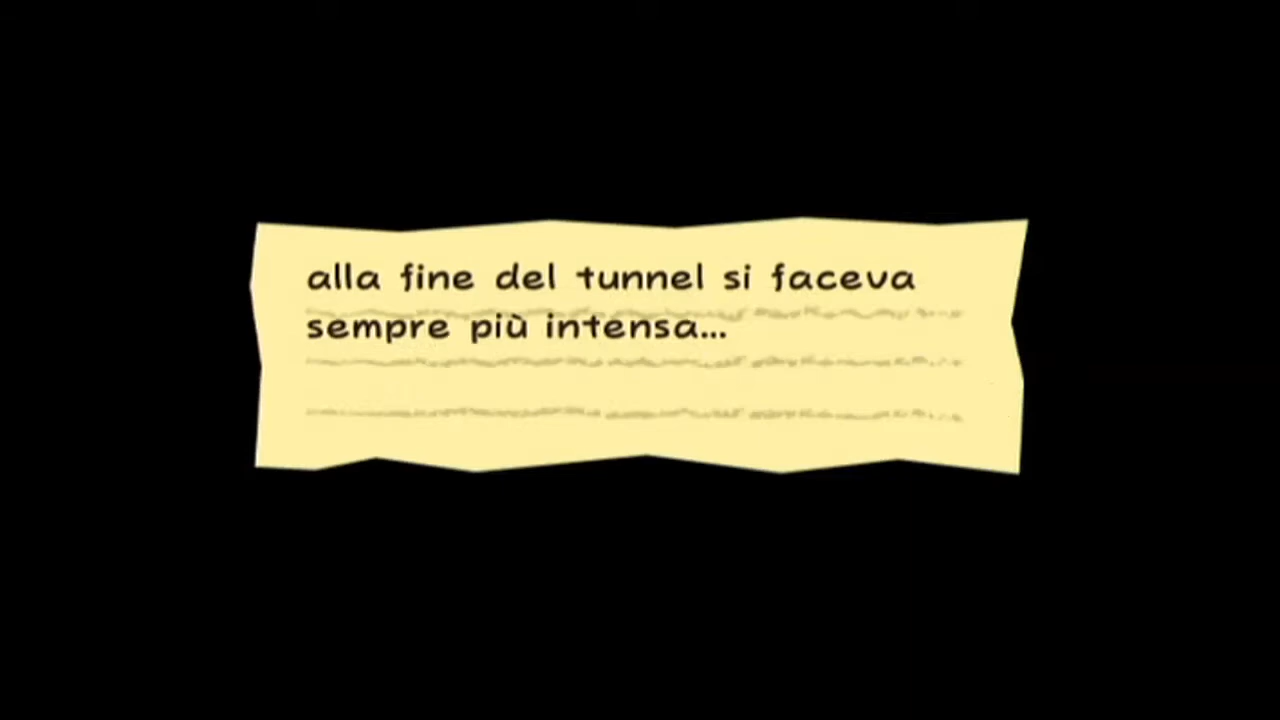 alla fine del tunnel si faceva
sempre più intensa...